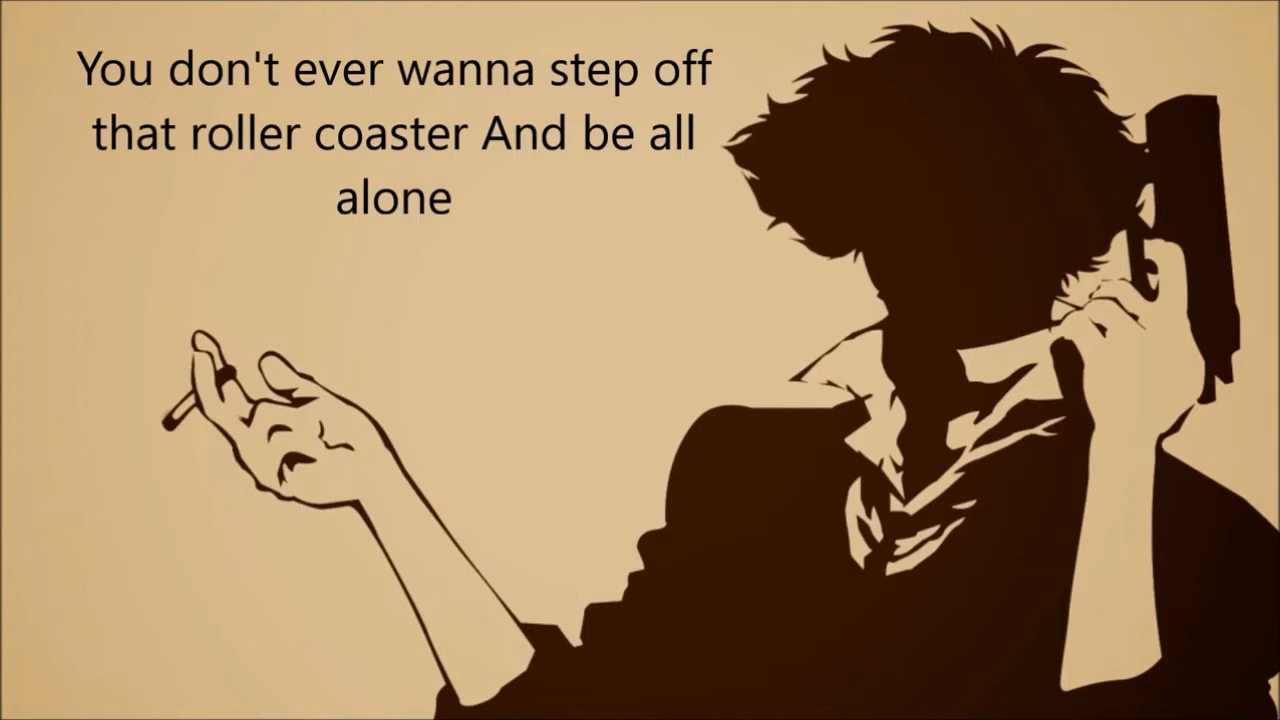 You don't ever wanna step off
that roller coaster And be all
alone